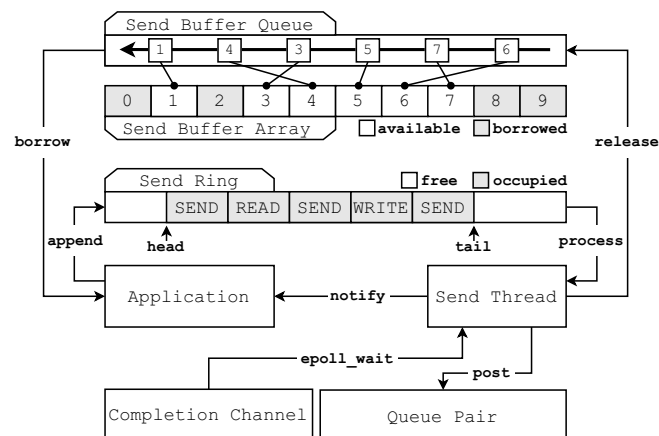 Send Buffer Queue
1 4 3 5 7 6
0 1 2 3 4 5 6 7 8 9
Send Buffer Array
available borrowed
borrow
release
Send Ring
free occupied
SEND READ SEND WRITE SEND
append
head
tail
process
Application
notify
Send Thread
epoll_wait
post
Completion Channel
Queue Pair